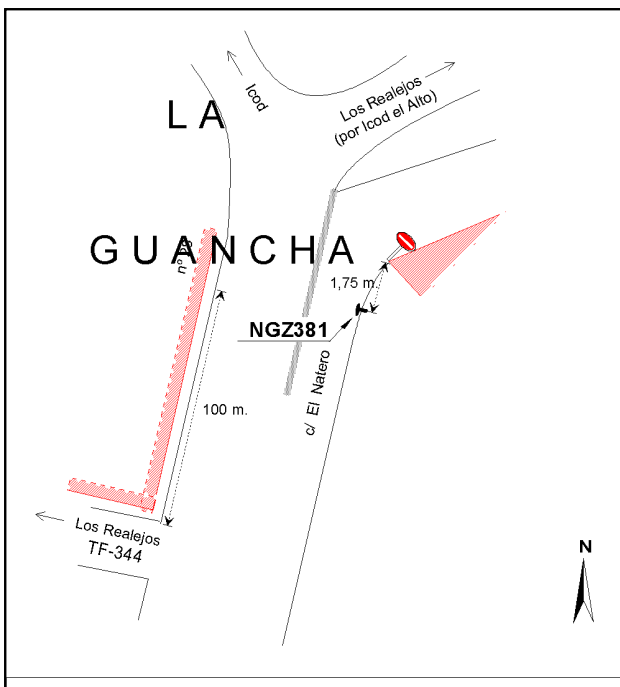 Icod
Los Realejos
(por Icod el Alto)
LA
GUANCHA
1,75 m.
NGZ381
c/ El Natero
100 m.
Los Realejos
TF-344
N